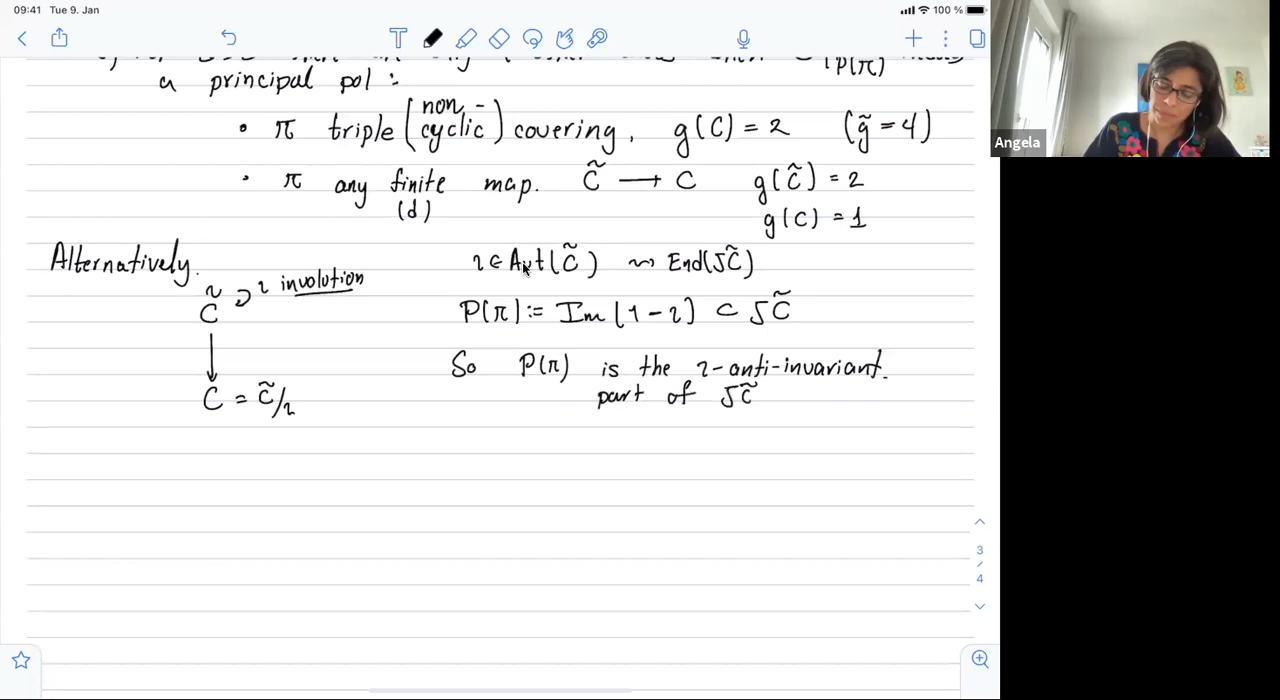 09:41 Tue 9. Jan
100 %
a principal pol :
• π triple (non-cyclic) covering, g(C) = 2 (g̃ = 4)
• π any finite map. C̃ → C g(C̃) = 2
(d) g(C) = 1
Alternatively. ι ∈ Aut(C̃) ⇝ End(JC̃)
C̃ ↻ ι involution
P(π) := Im(1-ι) ⊂ JC̃
So P(π) is the ι-anti-invariant.
C = C̃/ι part of JC̃
Angela
3
/
4